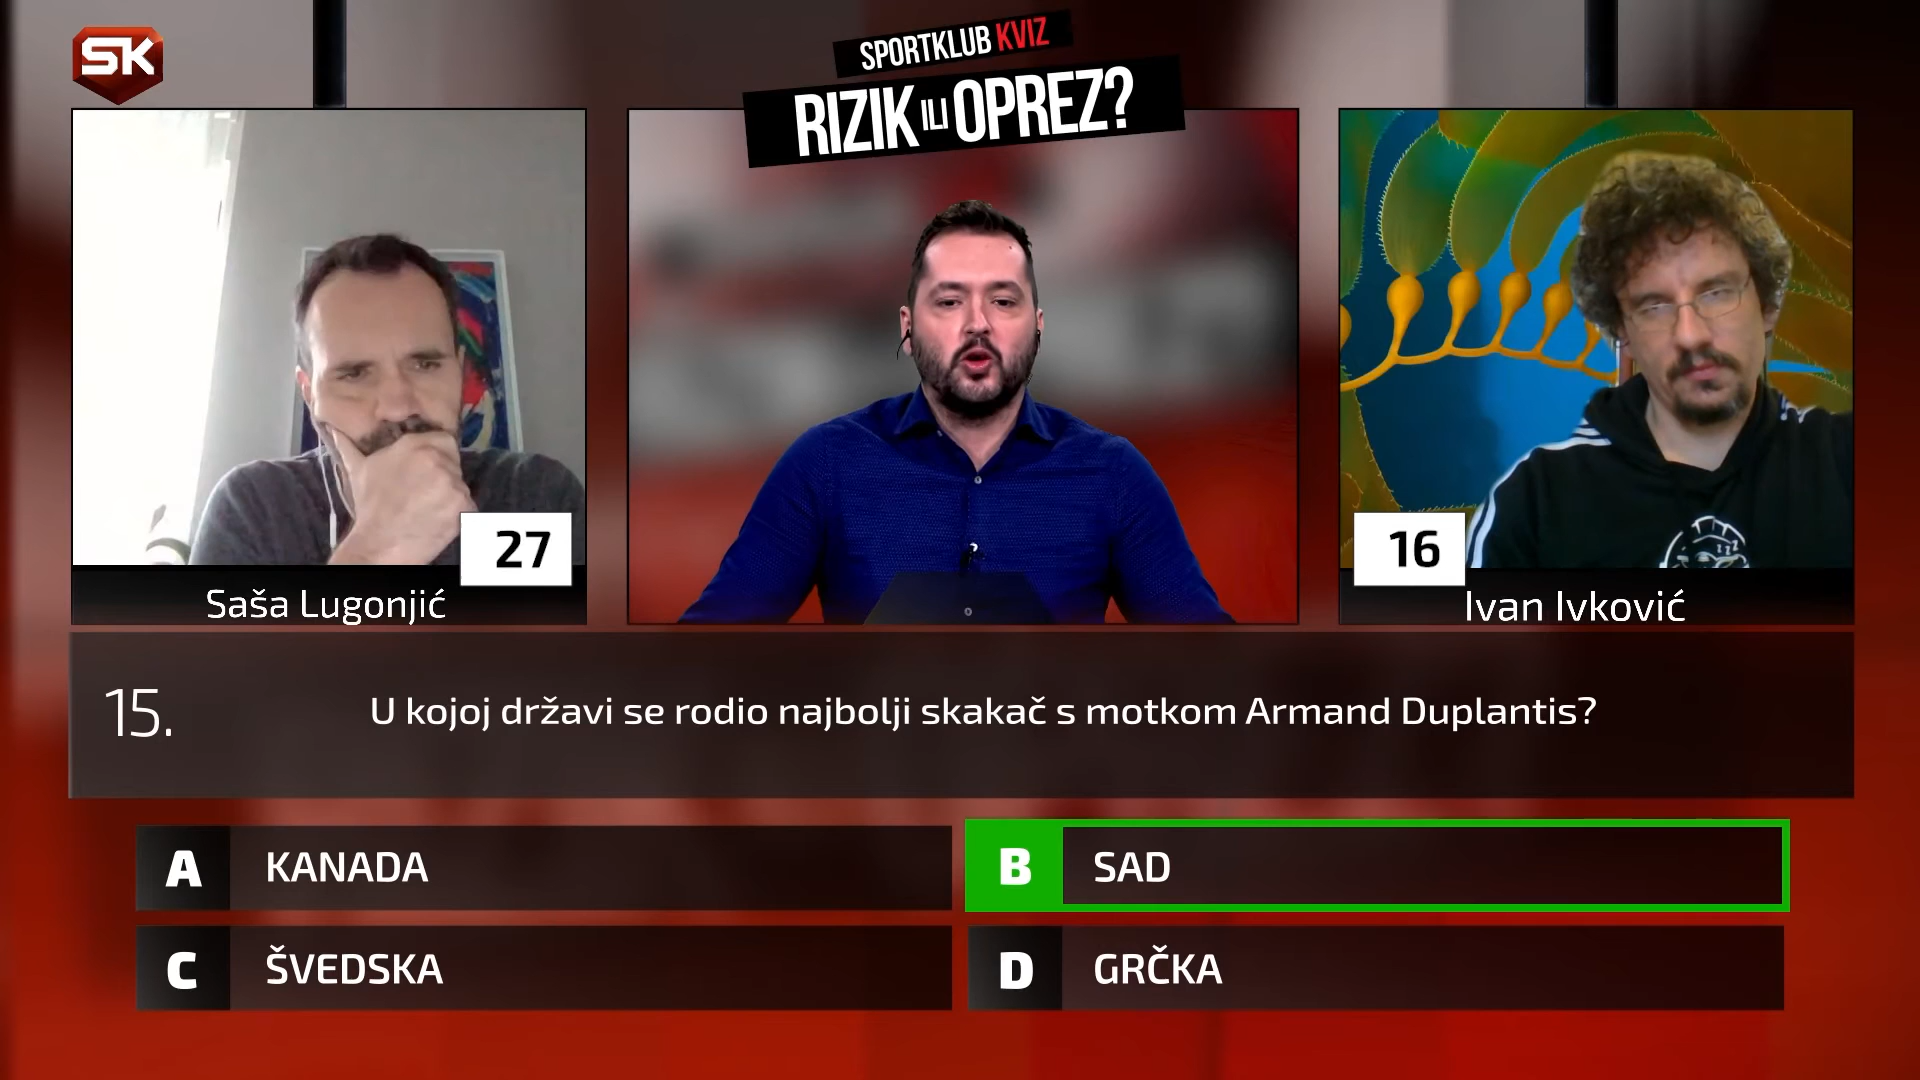 SK
SPORTKLUB KVIZ
RIZIK ILI OPREZ?
27
Saša Lugonjić
16
Ivan Ivković
15.
U kojoj državi se rodio najbolji skakač s motkom Armand Duplantis?
A KANADA
B SAD
C ŠVEDSKA
D GRČKA